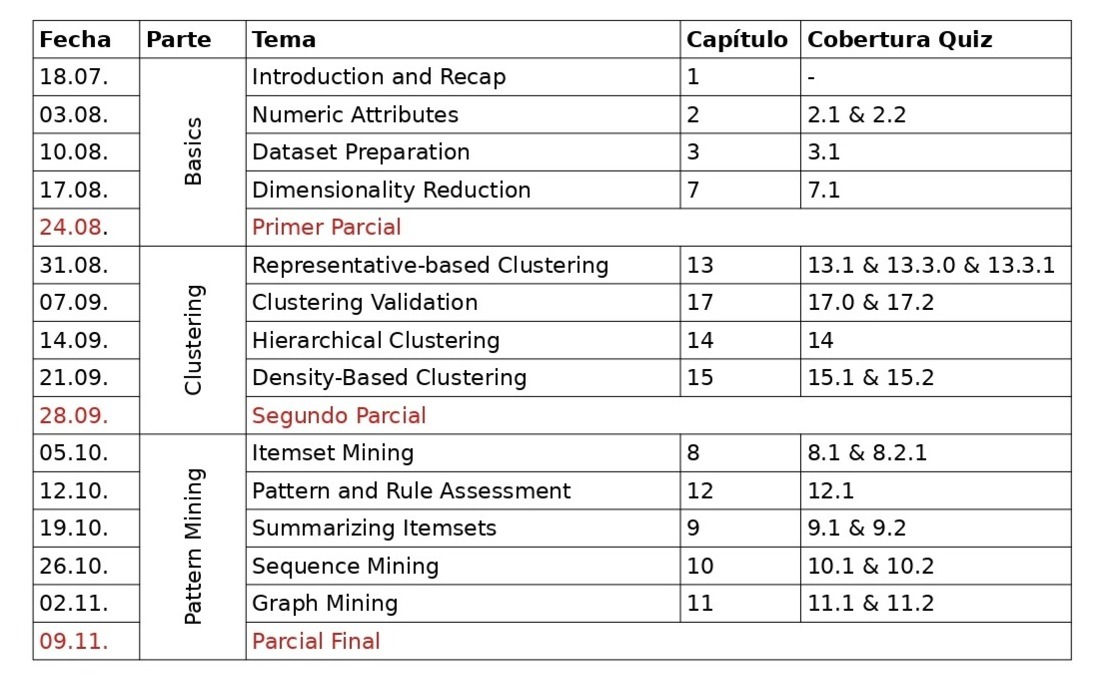 Fecha Parte Tema Capítulo Cobertura Quiz
18.07. Introduction and Recap 1 -
03.08. Numeric Attributes 2 2.1 & 2.2
Basics
10.08. Dataset Preparation 3 3.1
17.08. Dimensionality Reduction 7 7.1
24.08. Primer Parcial
31.08. Representative-based Clustering 13 13.1 & 13.3.0 & 13.3.1
07.09. Clustering Validation 17 17.0 & 17.2
Clustering
14.09. Hierarchical Clustering 14 14
21.09. Density-Based Clustering 15 15.1 & 15.2
28.09. Segundo Parcial
05.10. Itemset Mining 8 8.1 & 8.2.1
12.10. Pattern and Rule Assessment 12 12.1
19.10. Summarizing Itemsets 9 9.1 & 9.2
Pattern Mining
26.10. Sequence Mining 10 10.1 & 10.2
02.11. Graph Mining 11 11.1 & 11.2
09.11. Parcial Final